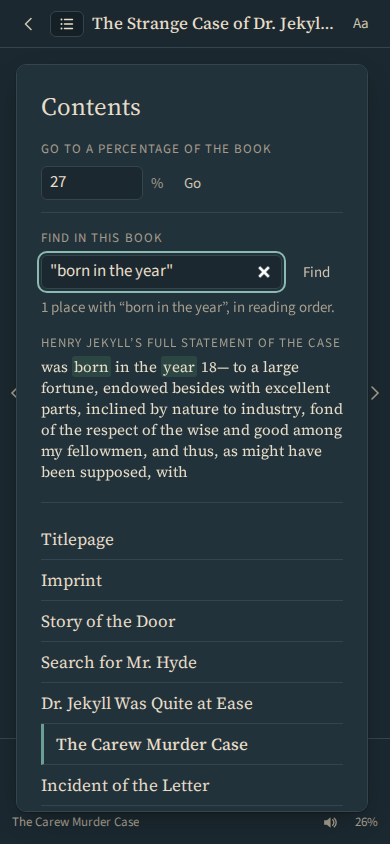 The Strange Case of Dr. Jekyl...
Aa
Contents
GO TO A PERCENTAGE OF THE BOOK
27 % Go
FIND IN THIS BOOK
"born in the year" Find
1 place with “born in the year”, in reading order.
HENRY JEKYLL’S FULL STATEMENT OF THE CASE
was born in the year 18— to a large
fortune, endowed besides with excellent
parts, inclined by nature to industry, fond
of the respect of the wise and good among
my fellowmen, and thus, as might have
been supposed, with
Titlepage
Imprint
Story of the Door
Search for Mr. Hyde
Dr. Jekyll Was Quite at Ease
The Carew Murder Case
Incident of the Letter
The Carew Murder Case 26%